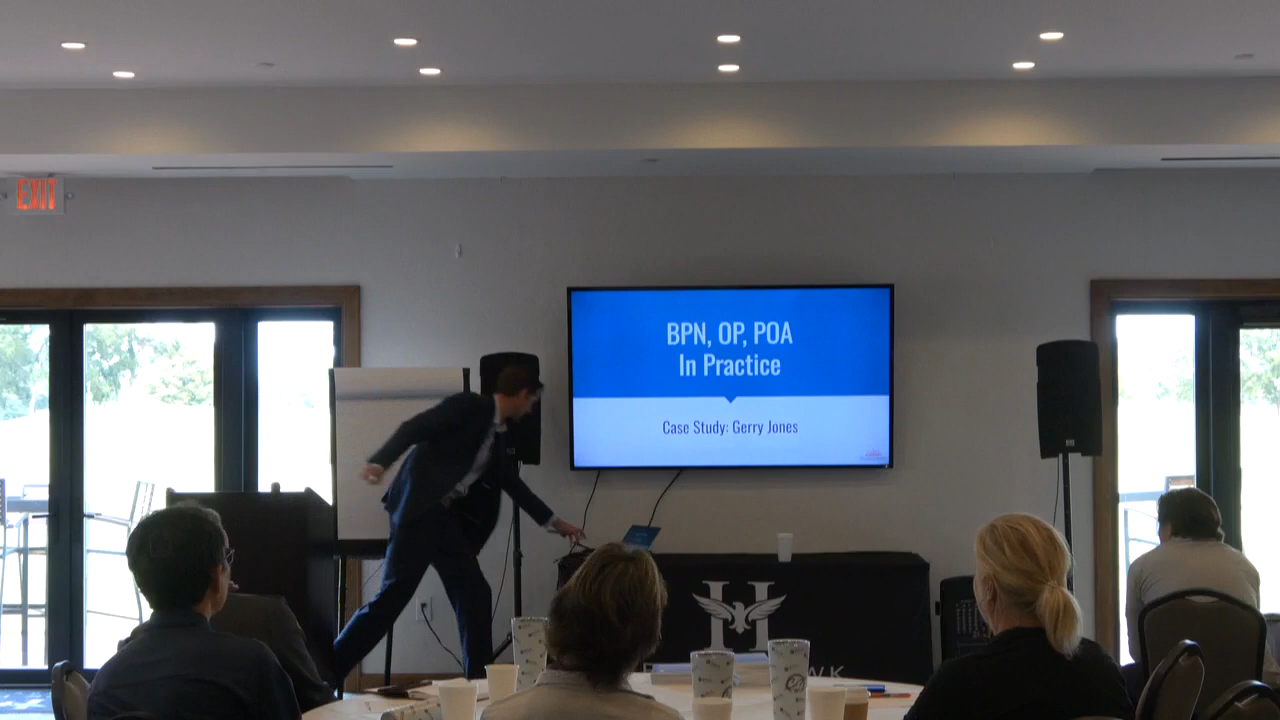 EXIT
BPN, OP, POA
In Practice
Case Study: Gerry Jones
H